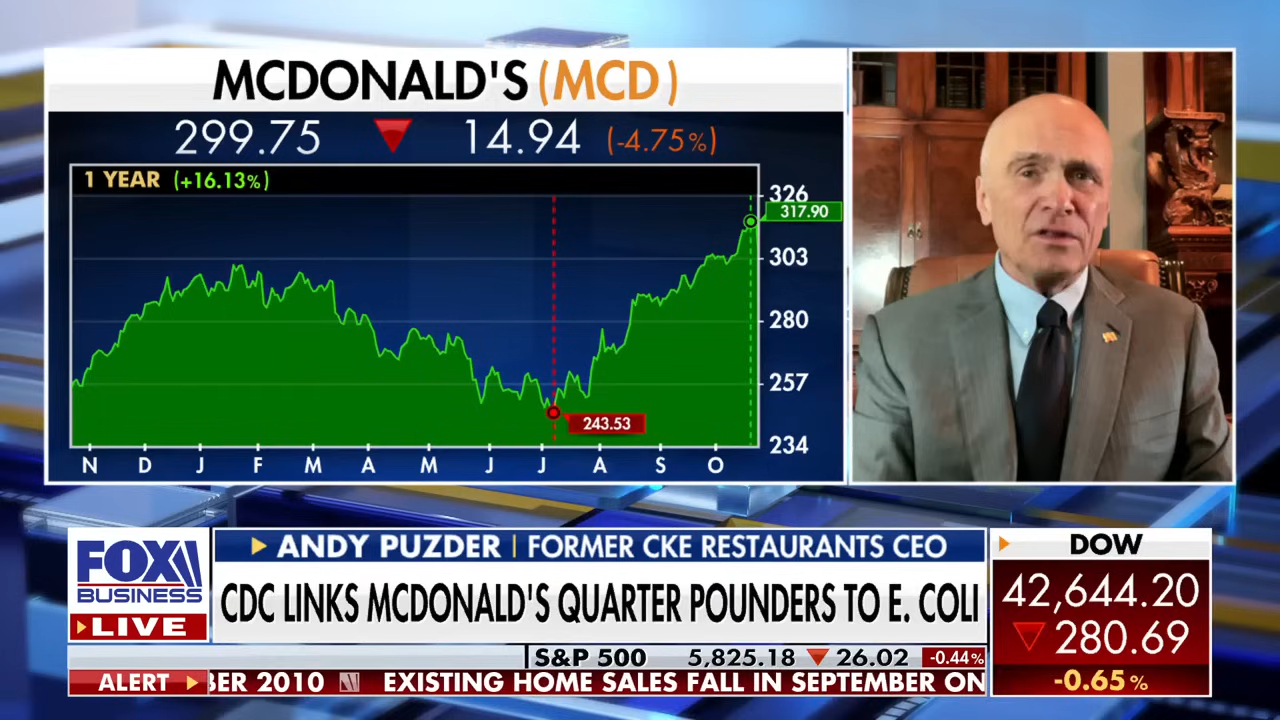 MCDONALD'S (MCD)
299.75 ▼ 14.94 (-4.75%)
1 YEAR (+16.13%)
326
317.90
303
280
257
243.53
234
N D J F M A M J J A S O
ANDY PUZDER | FORMER CKE RESTAURANTS CEO
CDC LINKS MCDONALD'S QUARTER POUNDERS TO E. COLI
FOX
BUSINESS
LIVE
DOW
42,644.20
▼ 280.69
-0.65%
S&P 500 5,825.18 ▼ 26.02 -0.44%
ALERT BER 2010 EXISTING HOME SALES FALL IN SEPTEMBER ON